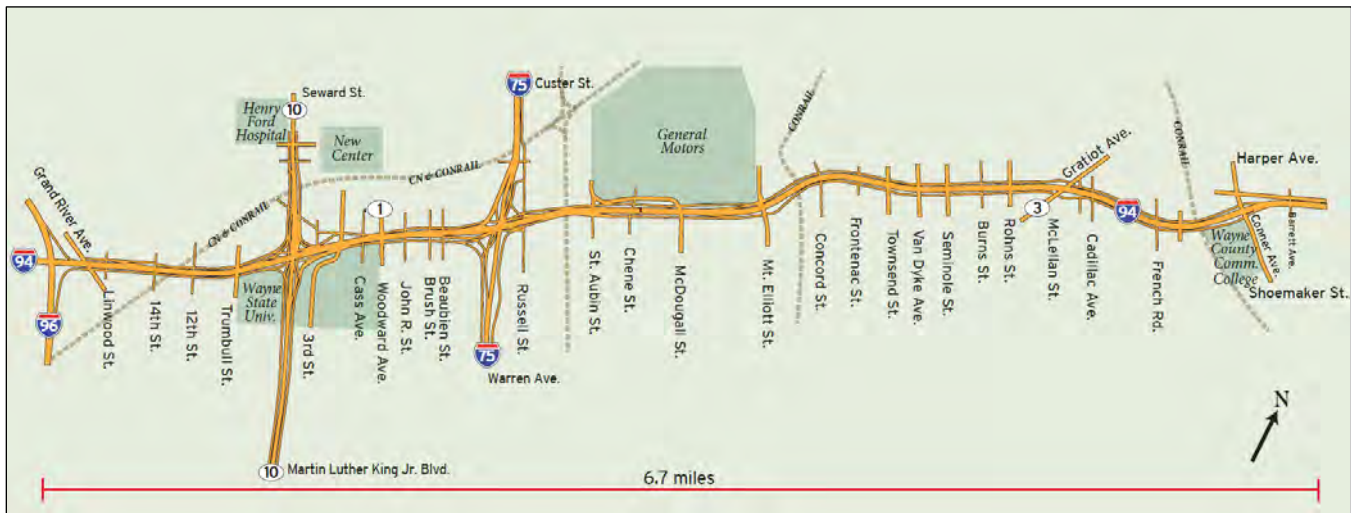 75
Custer St.
Seward St.
10
Henry
Ford
Hospital
New
Center
General
Motors
CONRAIL
CONRAIL
Gratiot Ave.
Harper Ave.
CN & CONRAIL
CN & CONRAIL
Grand River Ave.
1
3
94
94
96
Linwood St.
14th St.
12th St.
Trumbull St.
Wayne
State
Univ.
3rd St.
Cass Ave.
Woodward Ave.
John R. St.
Brush St.
Beaubien St.
75
Warren Ave.
Russell St.
St. Aubin St.
Chene St.
McDougall St.
Mt. Elliott St.
Concord St.
Frontenac St.
Townsend St.
Van Dyke Ave.
Seminole St.
Burns St.
Rohns St.
McLellan St.
Cadillac Ave.
French Rd.
Wayne
County
Comm.
College
Conner Ave.
Barrett Ave.
Shoemaker St.
10
Martin Luther King Jr. Blvd.
N
6.7 miles